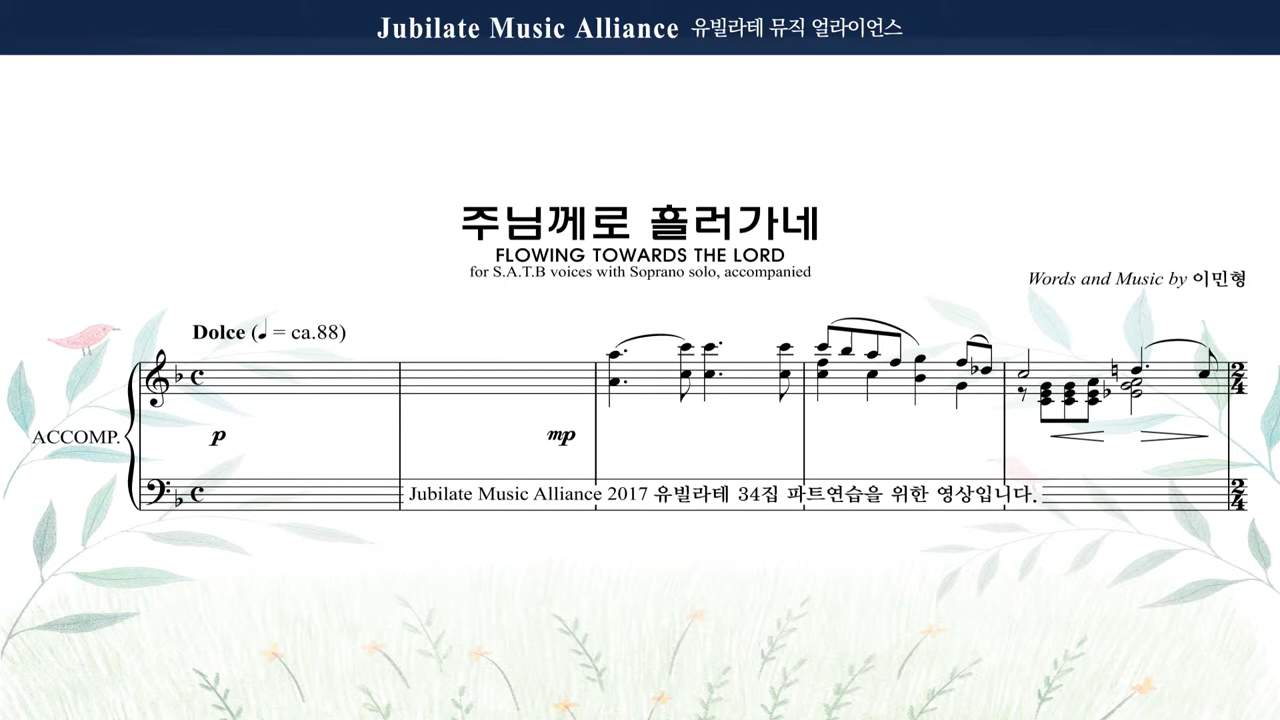 Jubilate Music Alliance 유빌라테 뮤직 얼라이언스
주님께로 흘러가네
FLOWING TOWARDS THE LORD
for S.A.T.B voices with Soprano solo, accompanied
Words and Music by 이민형
Dolce (♩ = ca.88)
ACCOMP.
p
mp
Jubilate Music Alliance 2017 유빌라테 34집 파트연습을 위한 영상입니다.